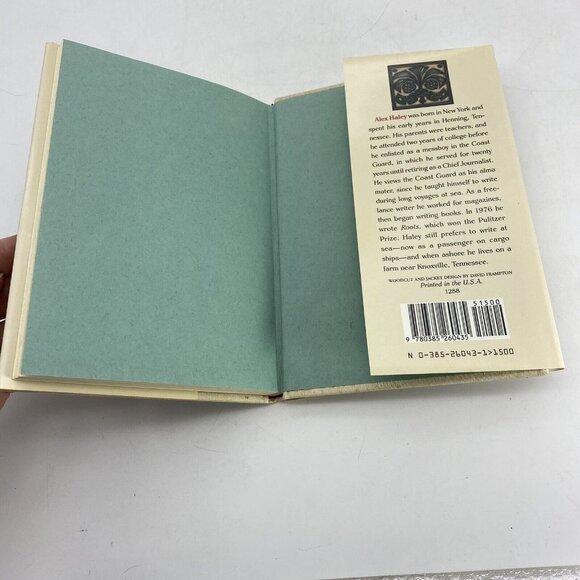 Alex Haley was born in New York and
spent his early years in Henning, Ten-
nessee. His parents were teachers, and
he attended two years of college before
he enlisted as a messboy in the Coast
Guard, in which he served for twenty
years until retiring as a Chief Journalist.
He views the Coast Guard as his alma
mater, since he taught himself to write
during long voyages at sea. As a free-
lance writer he worked for magazines,
then began writing books. In 1976 he
wrote Roots, which won the Pulitzer
Prize. Haley still prefers to write at
sea—now as a passenger on cargo
ships—and when ashore he lives on a
farm near Knoxville, Tennessee.
WOODCUT AND JACKET DESIGN BY DAVID FRAMPTON
Printed in the U.S.A.
1288
51500
9 780385 260435
N 0-385-26043-1>1500